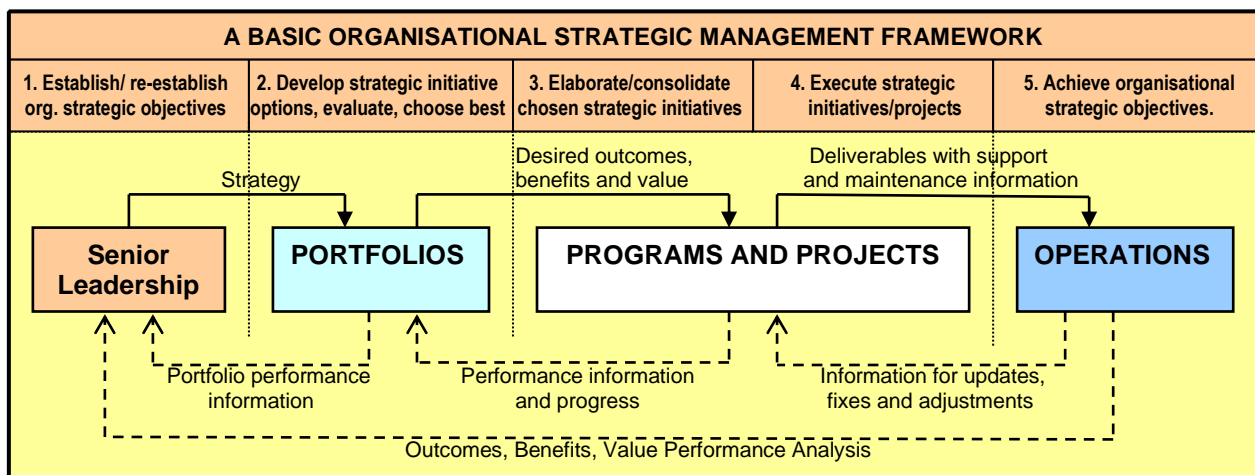 A BASIC ORGANISATIONAL STRATEGIC MANAGEMENT FRAMEWORK
1. Establish/ re-establish
org. strategic objectives
2. Develop strategic initiative
options, evaluate, choose best
3. Elaborate/consolidate
chosen strategic initiatives
4. Execute strategic
initiatives/projects
5. Achieve organisational
strategic objectives.
Strategy
Desired outcomes,
benefits and value
Deliverables with support
and maintenance information
Senior
Leadership
PORTFOLIOS
PROGRAMS AND PROJECTS
OPERATIONS
Portfolio performance
information
Performance information
and progress
Information for updates,
fixes and adjustments
Outcomes, Benefits, Value Performance Analysis